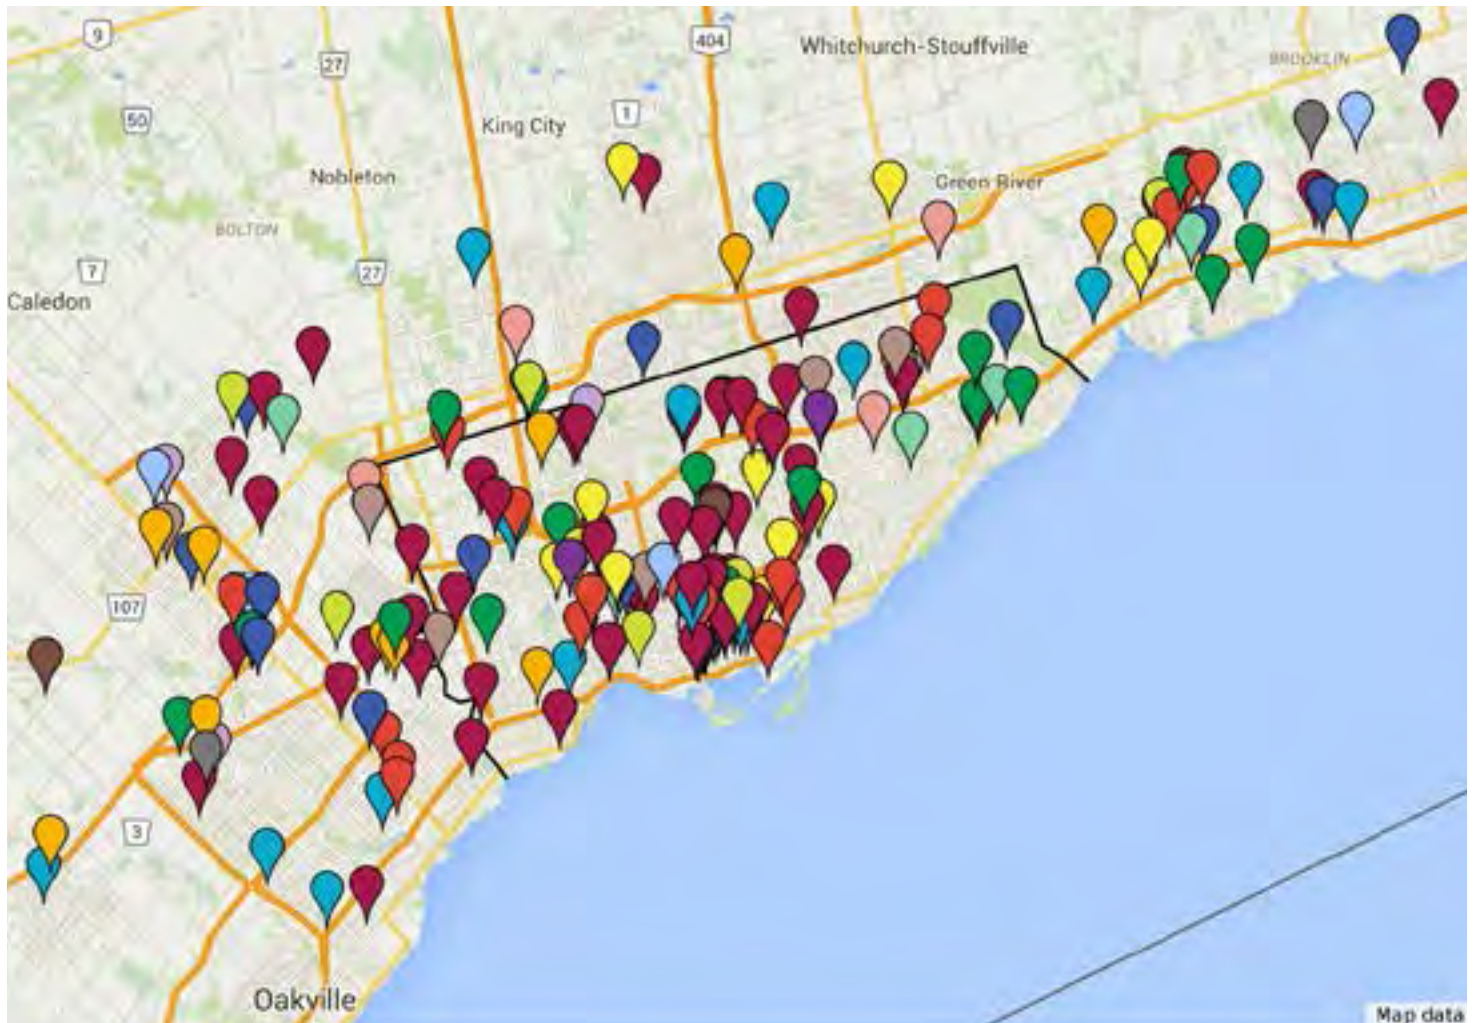 9
404
Whitchurch-Stouffville
27
BROOKLIN
50
1
King City
Nobleton
Green River
BOLTON
7
27
Caledon
107
3
Oakville
Map data